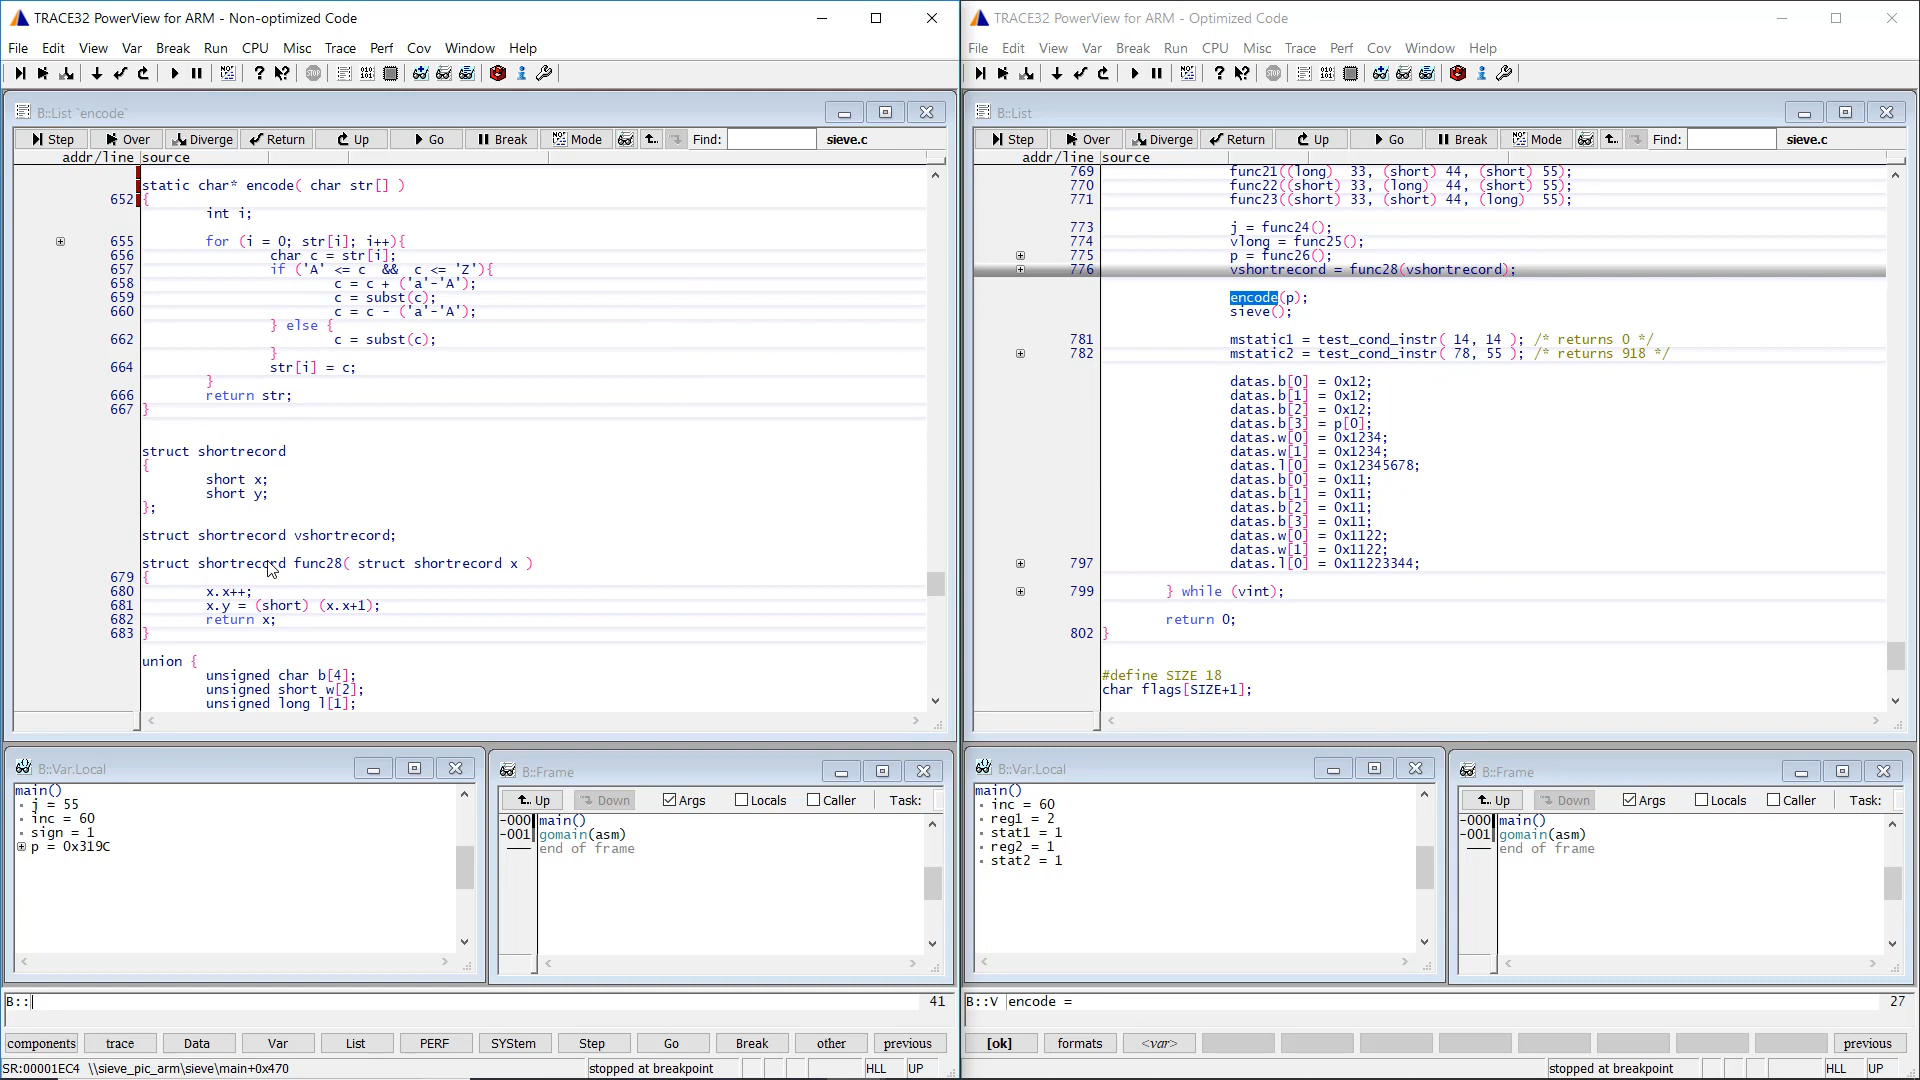 TRACE32 PowerView for ARM - Non-optimized Code
File Edit View Var Break Run CPU Misc Trace Perf Cov Window Help
B::List `encode`
Step Over Diverge Return Up Go Break Mode Find: sieve.c
addr/line source
static char* encode( char str[] )
652 {
int i;
655 for (i = 0; str[i]; i++){
656 char c = str[i];
657 if ('A' <= c && c <= 'Z'){
658 c = c + ('a'-'A');
659 c = subst(c);
660 c = c - ('a'-'A');
} else {
662 c = subst(c);
}
664 str[i] = c;
}
666 return str;
667 }
struct shortrecord
{
short x;
short y;
};
struct shortrecord vshortrecord;
struct shortrecord func28( struct shortrecord x )
679 {
680 x.x++;
681 x.y = (short) (x.x+1);
682 return x;
683 }
union {
unsigned char b[4];
unsigned short w[2];
unsigned long l[1];
B::Var.Local
main()
j = 55
inc = 60
sign = 1
p = 0x319C
B::Frame
Up Down Args Locals Caller Task:
-000 main()
-001 gomain(asm)
end of frame
B:: 41
components trace Data Var List PERF SYStem Step Go Break other previous
SR:00001EC4 \\sieve_pic_arm\sieve\main+0x470 stopped at breakpoint HLL UP
TRACE32 PowerView for ARM - Optimized Code
File Edit View Var Break Run CPU Misc Trace Perf Cov Window Help
B::List
Step Over Diverge Return Up Go Break Mode Find: sieve.c
addr/line source
769 func21((long) 33, (short) 44, (short) 55);
770 func22((short) 33, (long) 44, (short) 55);
771 func23((short) 33, (short) 44, (long) 55);
773 j = func24();
774 vlong = func25();
775 p = func26();
776 vshortrecord = func28(vshortrecord);
encode(p);
sieve();
781 mstatic1 = test_cond_instr( 14, 14 ); /* returns 0 */
782 mstatic2 = test_cond_instr( 78, 55 ); /* returns 918 */
datas.b[0] = 0x12;
datas.b[1] = 0x12;
datas.b[2] = 0x12;
datas.b[3] = p[0];
datas.w[0] = 0x1234;
datas.w[1] = 0x1234;
datas.l[0] = 0x12345678;
datas.b[0] = 0x11;
datas.b[1] = 0x11;
datas.b[2] = 0x11;
datas.b[3] = 0x11;
datas.w[0] = 0x1122;
datas.w[1] = 0x1122;
797 datas.l[0] = 0x11223344;
799 } while (vint);
return 0;
802 }
#define SIZE 18
char flags[SIZE+1];
B::Var.Local
main()
inc = 60
reg1 = 2
stat1 = 1
reg2 = 1
stat2 = 1
B::Frame
Up Down Args Locals Caller Task:
-000 main()
-001 gomain(asm)
end of frame
B::V encode = 27
[ok] formats <var> previous
stopped at breakpoint HLL UP